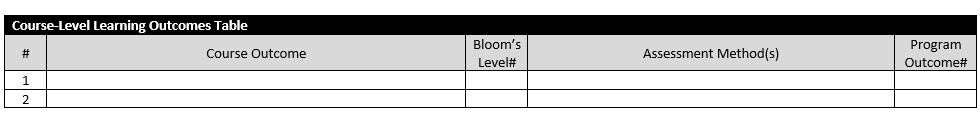 Course-Level Learning Outcomes Table
# Course Outcome Bloom's Level# Assessment Method(s) Program Outcome#
1
2